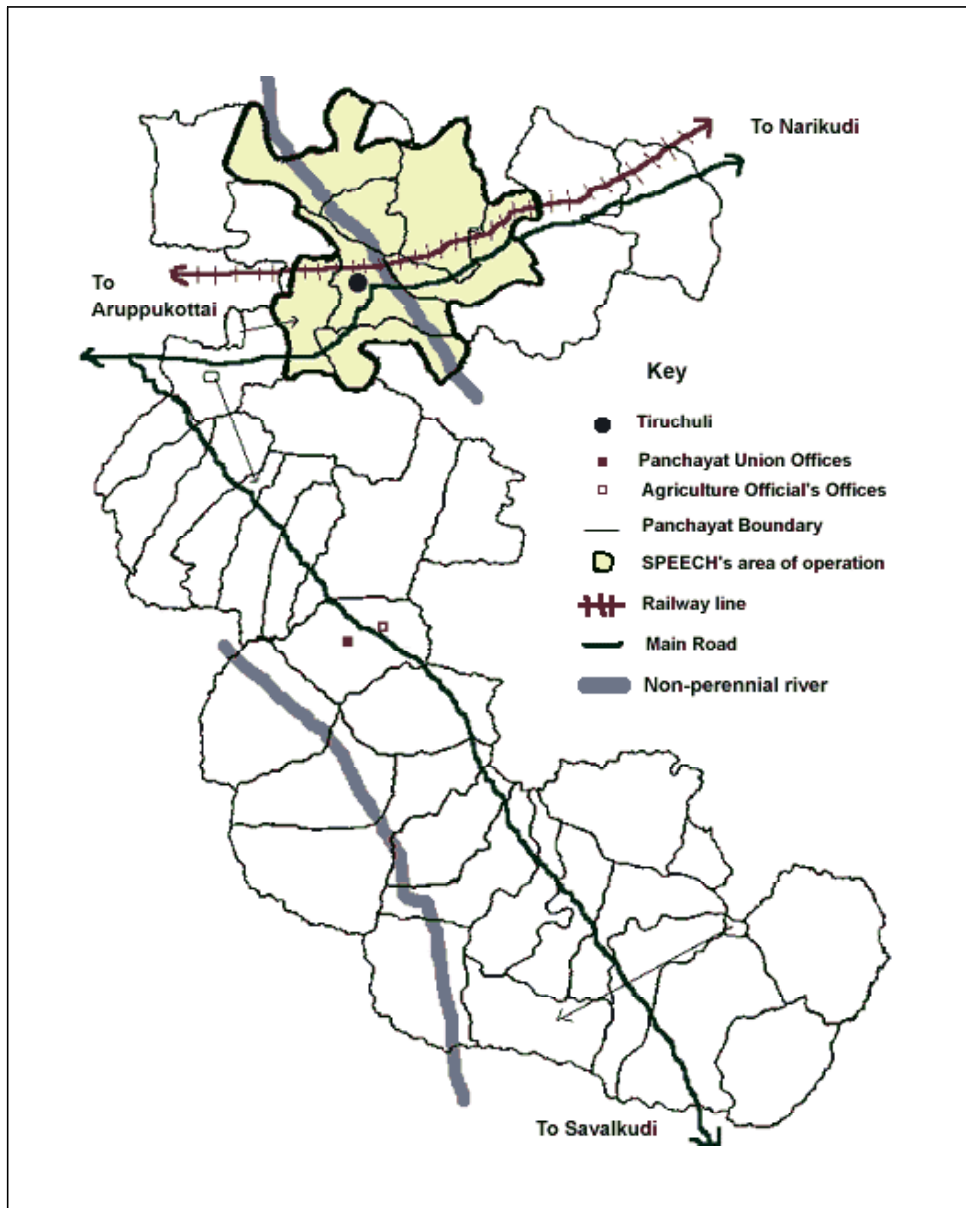 To Narikudi
To
Aruppukottai
Key
Tiruchuli
Panchayat Union Offices
Agriculture Official's Offices
Panchayat Boundary
SPEECH's area of operation
Railway line
Main Road
Non-perennial river
To Savalkudi